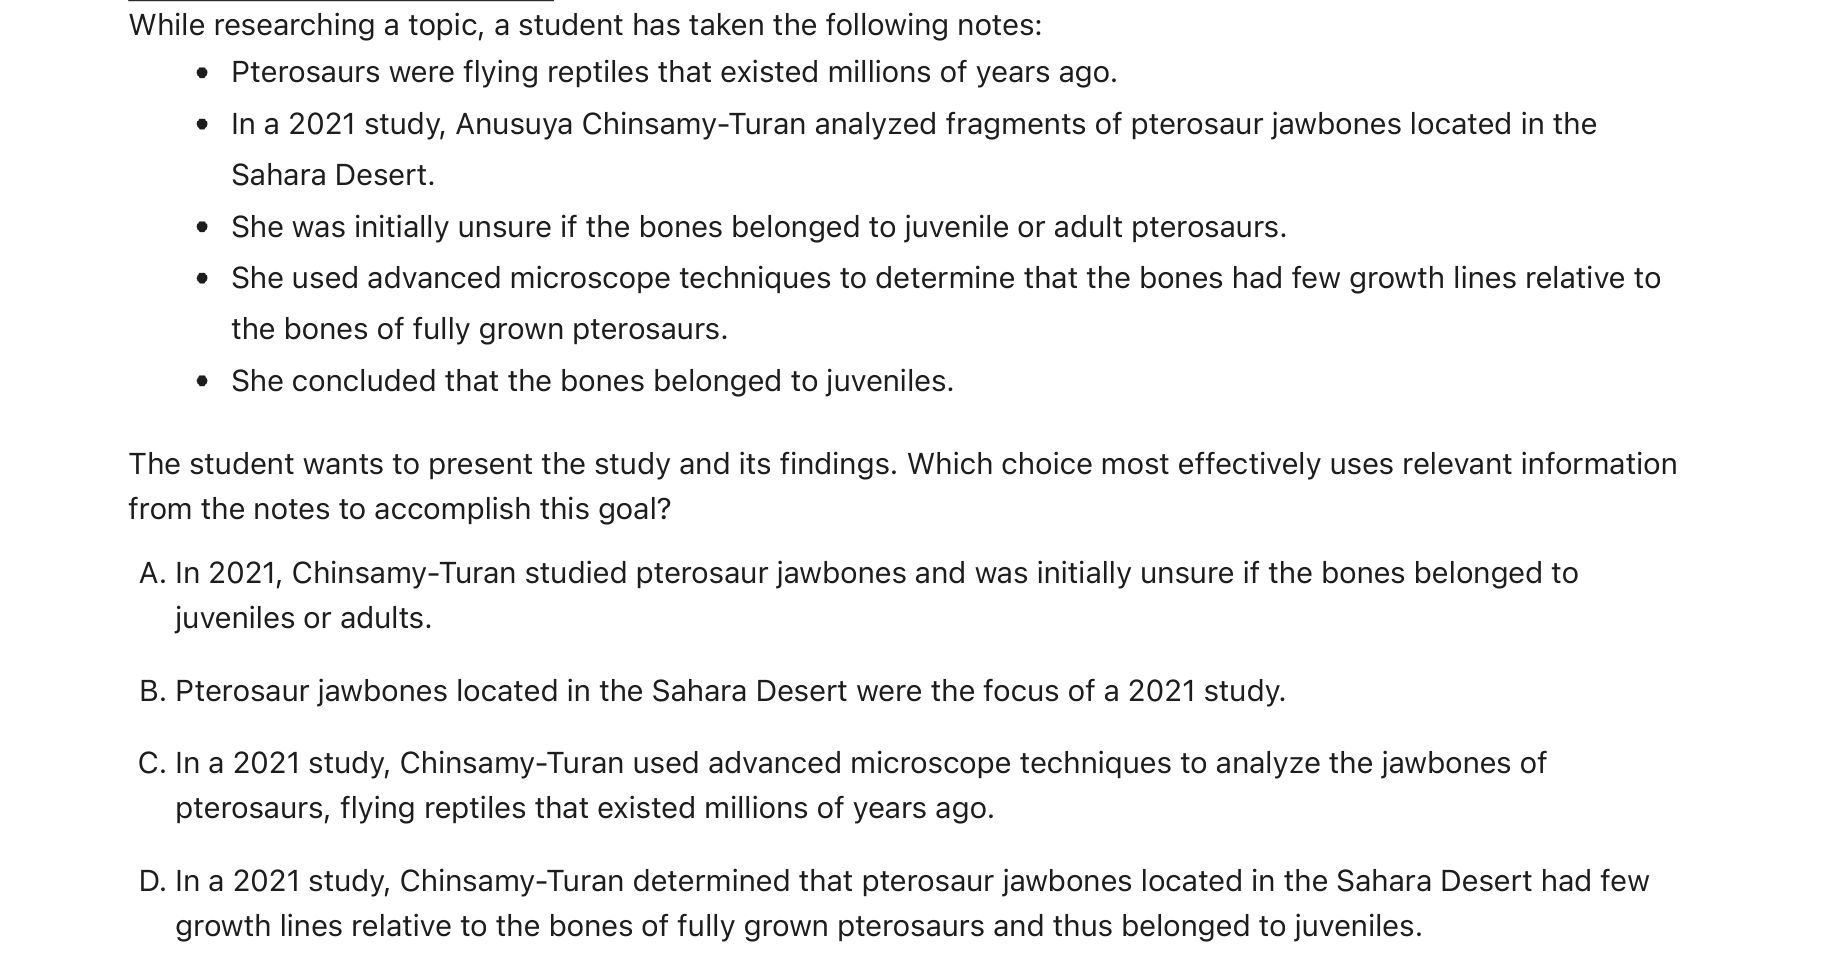 While researching a topic, a student has taken the following notes:
• Pterosaurs were flying reptiles that existed millions of years ago.
• In a 2021 study, Anusuya Chinsamy-Turan analyzed fragments of pterosaur jawbones located in the
Sahara Desert.
• She was initially unsure if the bones belonged to juvenile or adult pterosaurs.
• She used advanced microscope techniques to determine that the bones had few growth lines relative to
the bones of fully grown pterosaurs.
• She concluded that the bones belonged to juveniles.
The student wants to present the study and its findings. Which choice most effectively uses relevant information
from the notes to accomplish this goal?
A. In 2021, Chinsamy-Turan studied pterosaur jawbones and was initially unsure if the bones belonged to
juveniles or adults.
B. Pterosaur jawbones located in the Sahara Desert were the focus of a 2021 study.
C. In a 2021 study, Chinsamy-Turan used advanced microscope techniques to analyze the jawbones of
pterosaurs, flying reptiles that existed millions of years ago.
D. In a 2021 study, Chinsamy-Turan determined that pterosaur jawbones located in the Sahara Desert had few
growth lines relative to the bones of fully grown pterosaurs and thus belonged to juveniles.